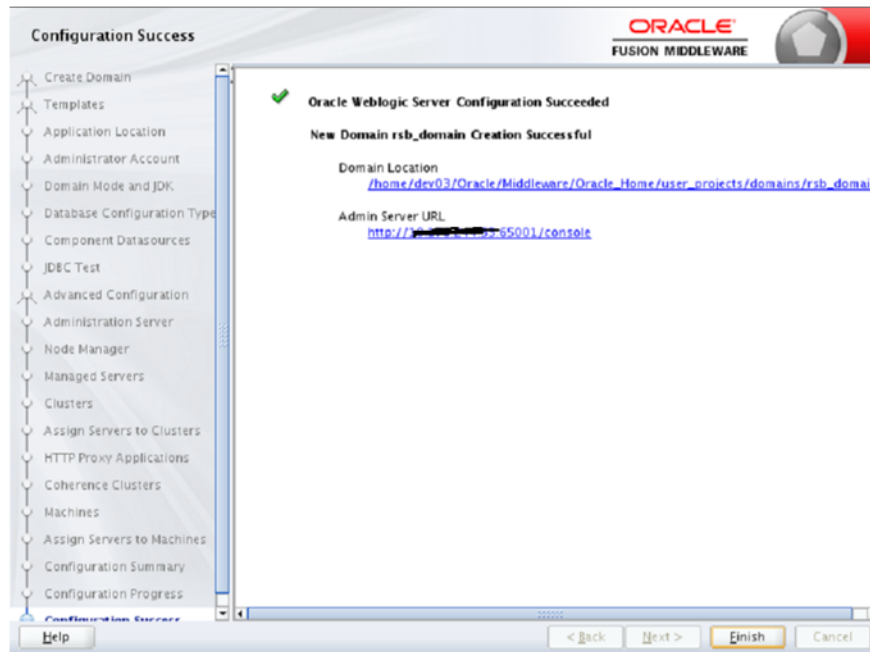 Configuration Success
ORACLE
FUSION MIDDLEWARE
Create Domain
Templates
Application Location
Administrator Account
Domain Mode and JDK
Database Configuration Type
Component Datasources
JDBC Test
Advanced Configuration
Administration Server
Node Manager
Managed Servers
Clusters
Assign Servers to Clusters
HTTP Proxy Applications
Coherence Clusters
Machines
Assign Servers to Machines
Configuration Summary
Configuration Progress
Configuration Success
Oracle Weblogic Server Configuration Succeeded
New Domain rsb_domain Creation Successful
Domain Location
/home/dev03/Oracle/Middleware/Oracle_Home/user_projects/domains/rsb_domai
Admin Server URL
http:// 65001/console
Help
< Back
Next >
Finish
Cancel